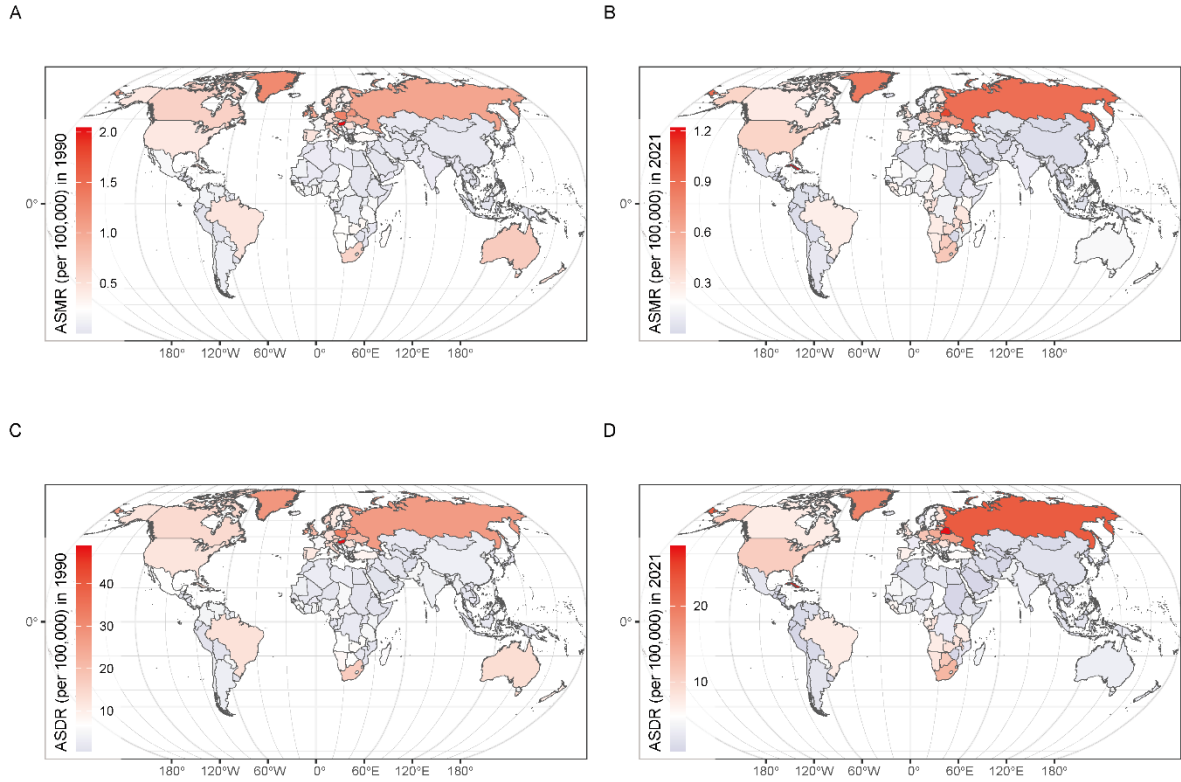 A
B
ASMR (per 100,000) in 1990
2.0
1.5
1.0
0.5
0°
180° 120°W 60°W 0° 60°E 120°E 180°
ASMR (per 100,000) in 2021
1.2
0.9
0.6
0.3
0°
180° 120°W 60°W 0° 60°E 120°E 180°
C
D
ASDR (per 100,000) in 1990
40
30
20
10
0°
180° 120°W 60°W 0° 60°E 120°E 180°
ASDR (per 100,000) in 2021
20
10
0°
180° 120°W 60°W 0° 60°E 120°E 180°